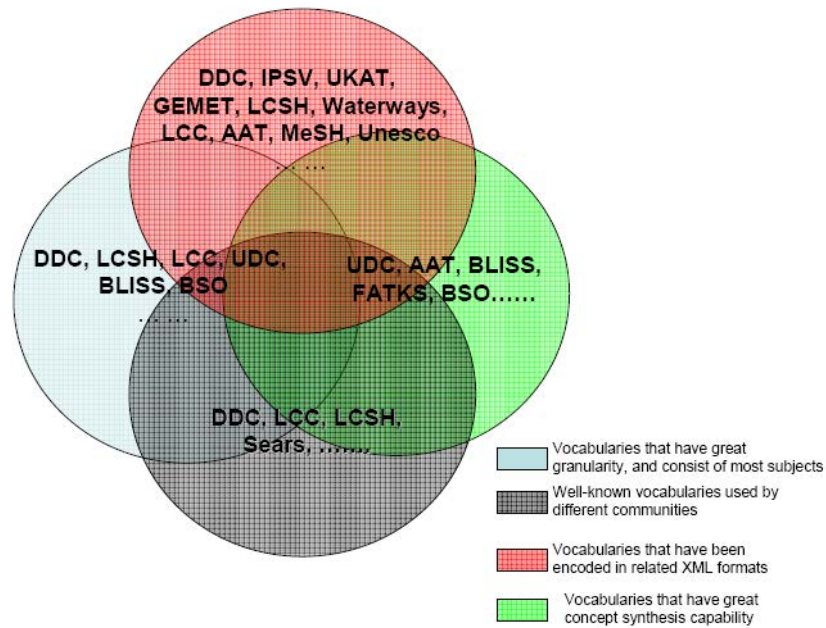 DDC, IPSV, UKAT,
GEMET, LCSH, Waterways,
LCC, AAT, MeSH, Unesco
... ...
DDC, LCSH, LCC, UDC,
BLISS, BSO
... ...
UDC, AAT, BLISS,
FATKS, BSO......
DDC, LCC, LCSH,
Sears, .......
Vocabularies that have great
granularity, and consist of most subjects
Well-known vocabularies used by
different communities
Vocabularies that have been
encoded in related XML formats
Vocabularies that have great
concept synthesis capability